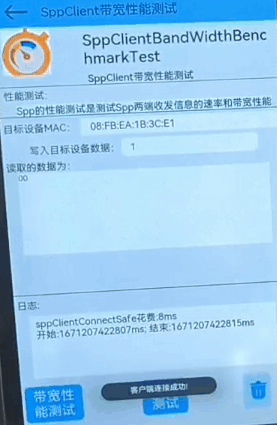 SppClient带宽性能测试
SppClientBandWidthBenc
hmarkTest
SppClient带宽性能测试
性能测试:
Spp的性能测试是测试Spp两端收发信息的速率和带宽性能
目标设备MAC: 08:FB:EA:1B:3C:E1
写入目标设备数据: 1
读取的数据为:
00
日志:
sppClientConnectSafe花费:8ms
开始:1671207422807ms; 结束:1671207422815ms
客户端连接成功!
带宽性
能测试
测试